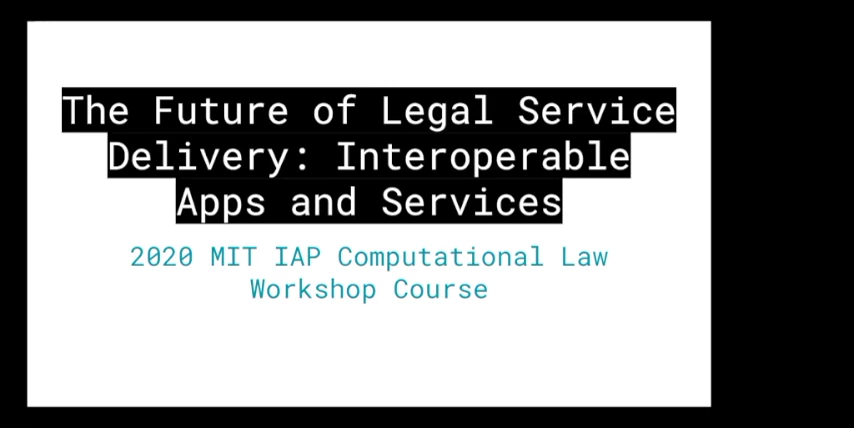 The Future of Legal Service
Delivery: Interoperable
Apps and Services
2020 MIT IAP Computational Law
Workshop Course